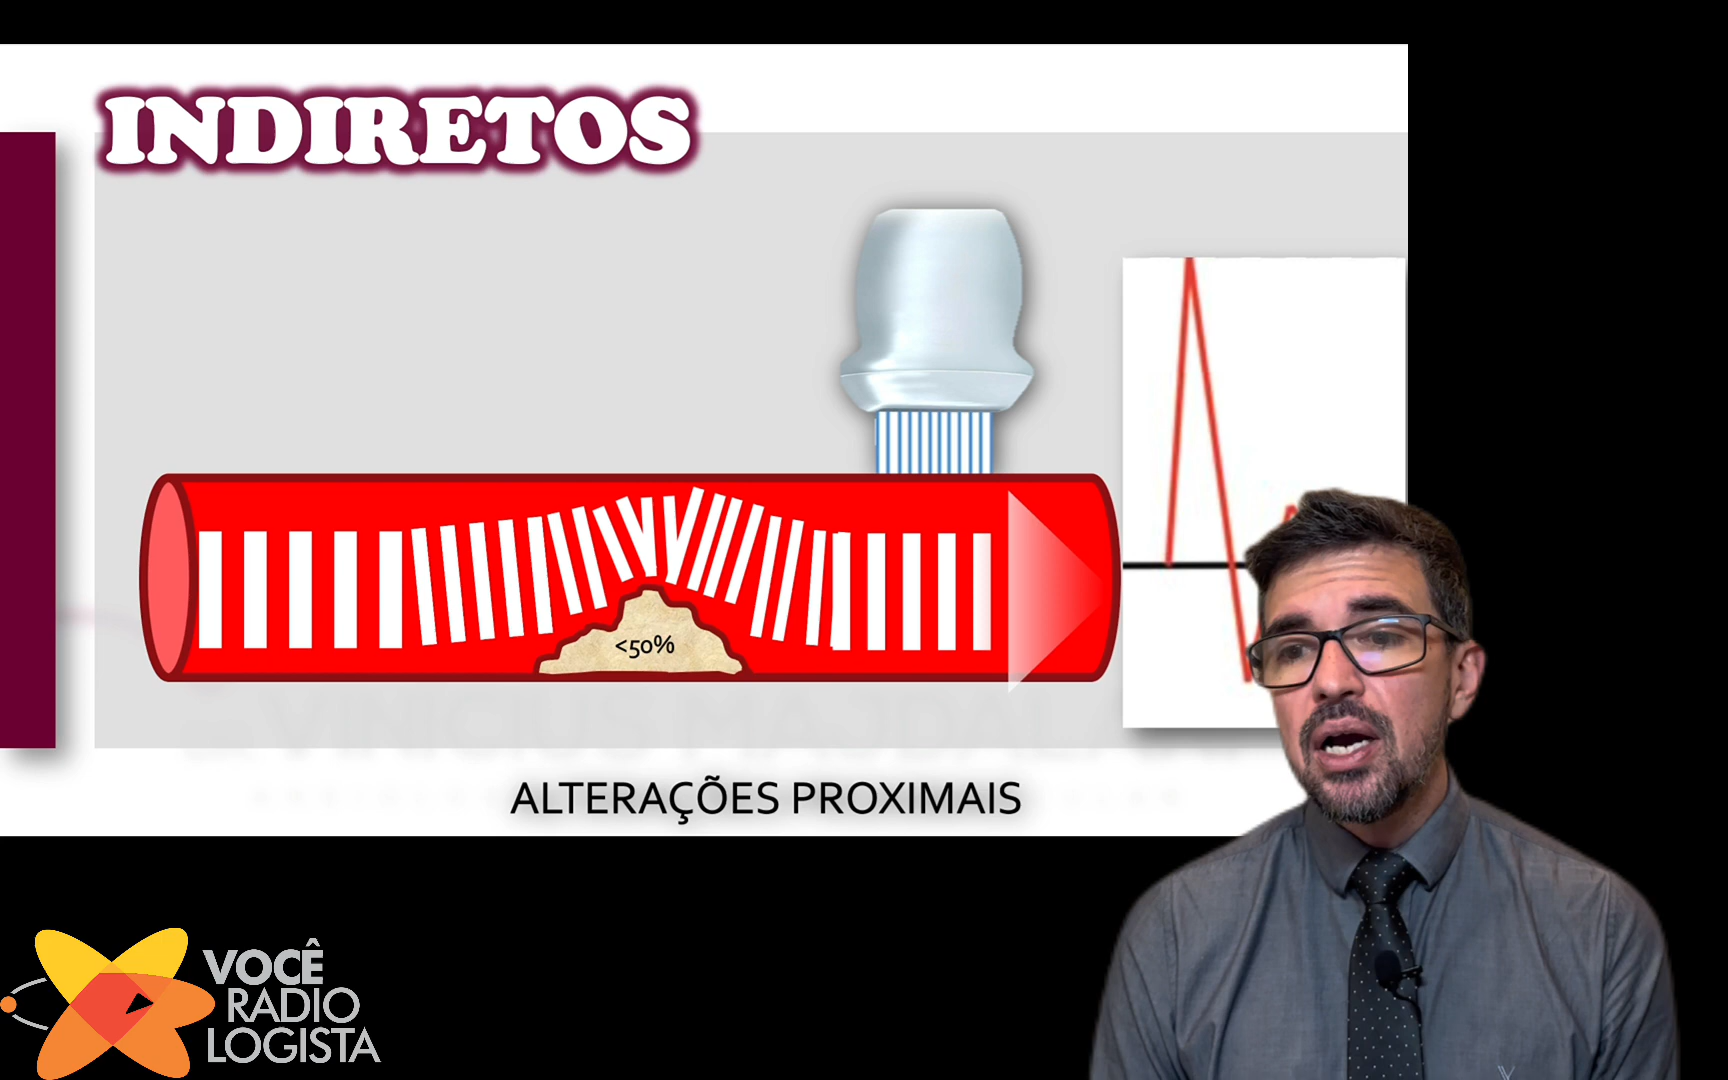 INDIRETOS
<50%
ALTERAÇÕES PROXIMAIS
VOCÊ
RADIO
LOGISTA